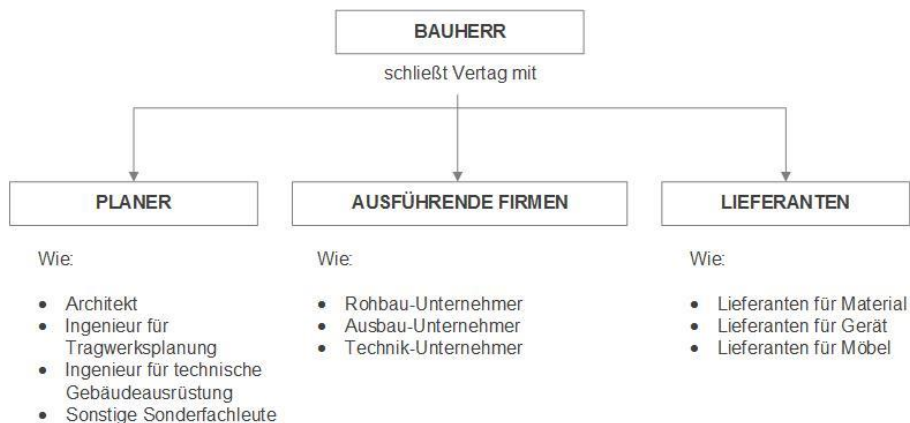 BAUHERR
schließt Vertag mit
PLANER
AUSFÜHRENDE FIRMEN
LIEFERANTEN
Wie:
• Architekt
• Ingenieur für
Tragwerksplanung
• Ingenieur für technische
Gebäudeausrüstung
• Sonstige Sonderfachleute
Wie:
• Rohbau-Unternehmer
• Ausbau-Unternehmer
• Technik-Unternehmer
Wie:
• Lieferanten für Material
• Lieferanten für Gerät
• Lieferanten für Möbel